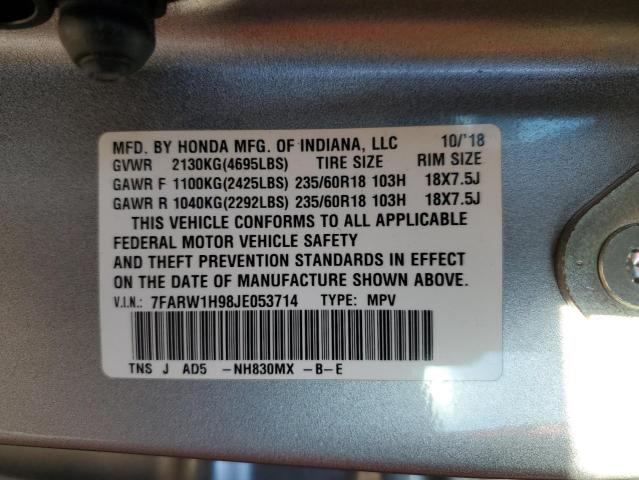 MFD. BY HONDA MFG. OF INDIANA, LLC 10/'18
GVWR 2130KG(4695LBS) TIRE SIZE RIM SIZE
GAWR F 1100KG(2425LBS) 235/60R18 103H 18X7.5J
GAWR R 1040KG(2292LBS) 235/60R18 103H 18X7.5J
THIS VEHICLE CONFORMS TO ALL APPLICABLE
FEDERAL MOTOR VEHICLE SAFETY
AND THEFT PREVENTION STANDARDS IN EFFECT
ON THE DATE OF MANUFACTURE SHOWN ABOVE.
V.I.N.: 7FARW1H98JE053714 TYPE: MPV
TNS J AD5 -NH830MX -B-E